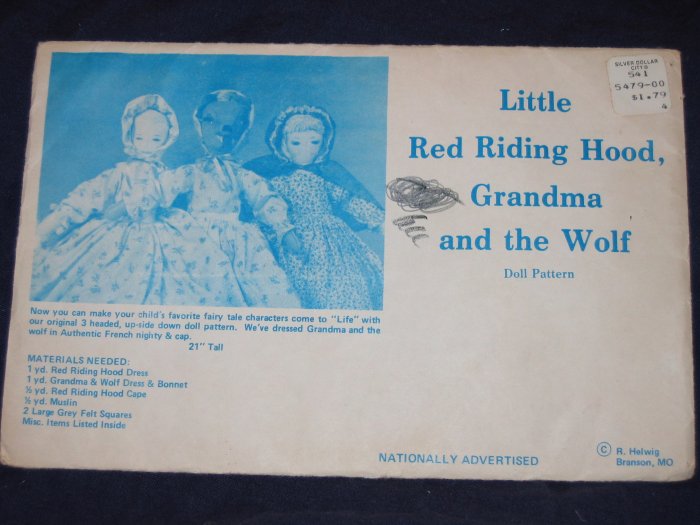 SILVER DOLLAR
CITY®
541
5479-00
$1.79
4
Little
Red Riding Hood,
Grandma
and the Wolf
Doll Pattern
Now you can make your child's favorite fairy tale characters come to "Life" with
our original 3 headed, up-side down doll pattern. We've dressed Grandma and the
wolf in Authentic French nighty & cap.
21" Tall
MATERIALS NEEDED:
1 yd. Red Riding Hood Dress
1 yd. Grandma & Wolf Dress & Bonnet
½ yd. Red Riding Hood Cape
½ yd. Muslin
2 Large Grey Felt Squares
Misc. Items Listed Inside
NATIONALLY ADVERTISED
© R. Helwig
Branson, MO